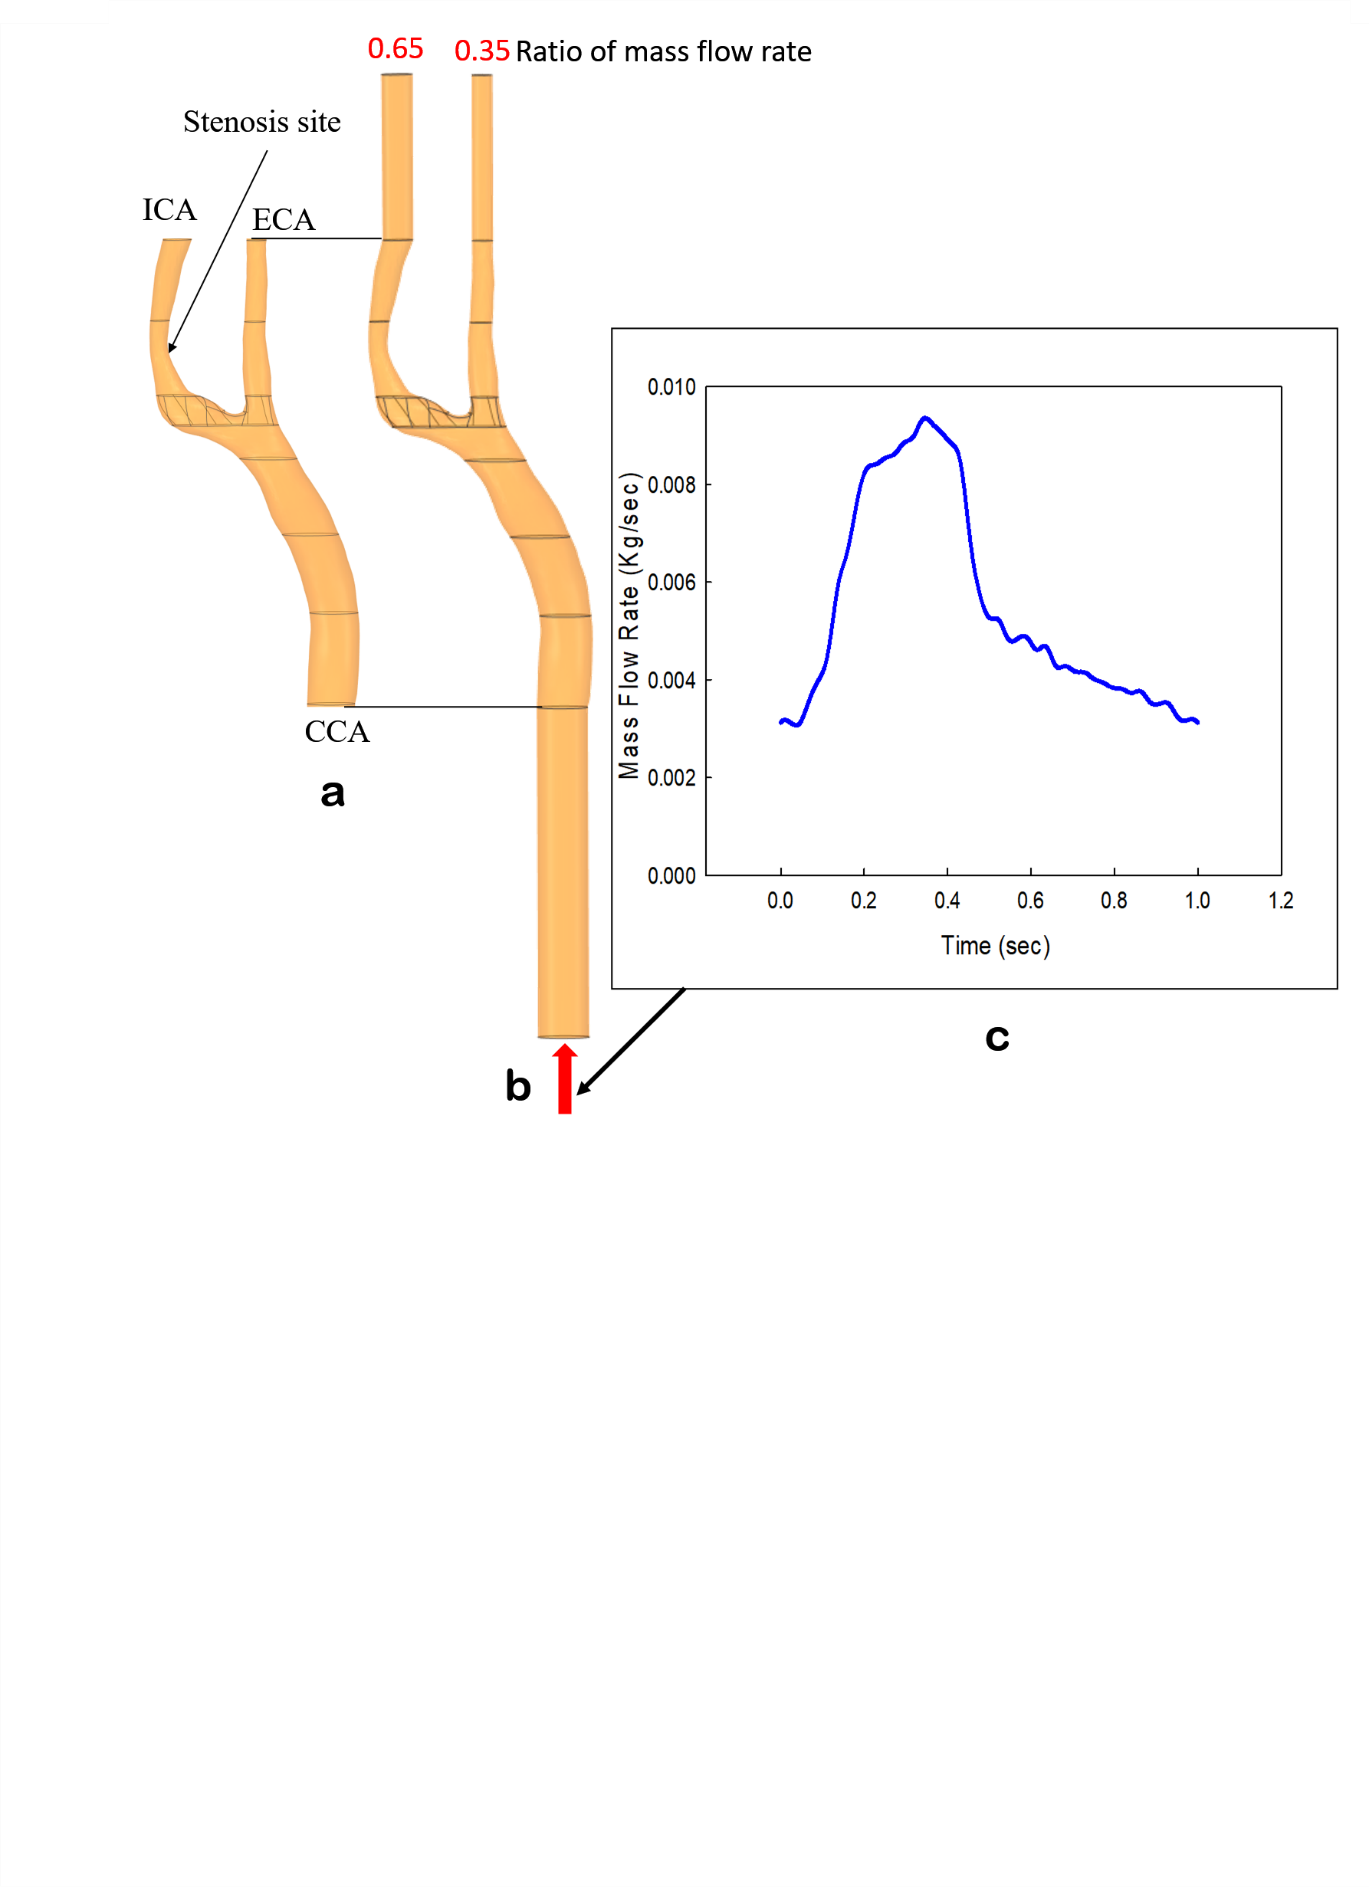 0.65 0.35 Ratio of mass flow rate
Stenosis site
ICA
ECA
CCA
a
b
0.010
0.008
0.006
0.004
0.002
0.000
Mass Flow Rate (Kg/sec)
0.0 0.2 0.4 0.6 0.8 1.0 1.2
Time (sec)
c